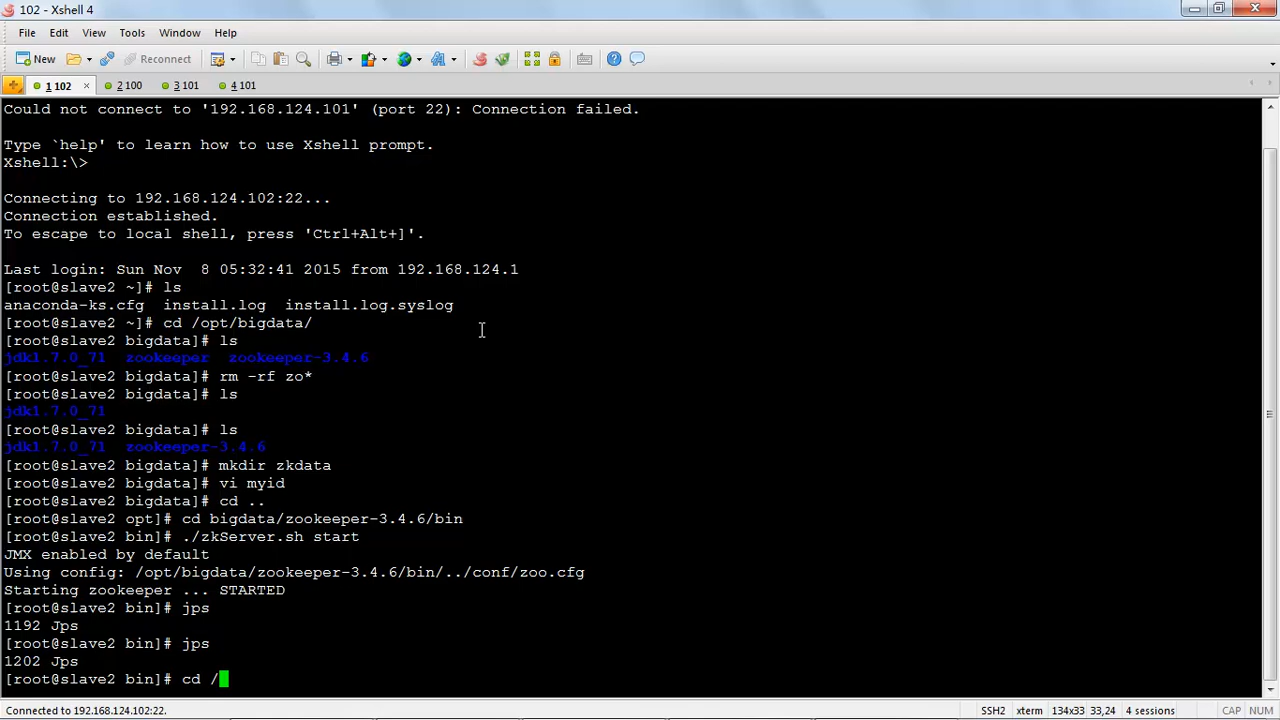 102 - Xshell 4
File Edit View Tools Window Help
New Reconnect
1 102 × 2 100 3 101 4 101
Could not connect to '192.168.124.101' (port 22): Connection failed.
Type `help' to learn how to use Xshell prompt.
Xshell:\>
Connecting to 192.168.124.102:22...
Connection established.
To escape to local shell, press 'Ctrl+Alt+]'.
Last login: Sun Nov  8 05:32:41 2015 from 192.168.124.1
[root@slave2 ~]# ls
anaconda-ks.cfg  install.log  install.log.syslog
[root@slave2 ~]# cd /opt/bigdata/
[root@slave2 bigdata]# ls
jdk1.7.0_71  zookeeper  zookeeper-3.4.6
[root@slave2 bigdata]# rm -rf zo*
[root@slave2 bigdata]# ls
jdk1.7.0_71
[root@slave2 bigdata]# ls
jdk1.7.0_71  zookeeper-3.4.6
[root@slave2 bigdata]# mkdir zkdata
[root@slave2 bigdata]# vi myid
[root@slave2 bigdata]# cd ..
[root@slave2 opt]# cd bigdata/zookeeper-3.4.6/bin
[root@slave2 bin]# ./zkServer.sh start
JMX enabled by default
Using config: /opt/bigdata/zookeeper-3.4.6/bin/../conf/zoo.cfg
Starting zookeeper ... STARTED
[root@slave2 bin]# jps
1192 Jps
[root@slave2 bin]# jps
1202 Jps
[root@slave2 bin]# cd /
Connected to 192.168.124.102:22. SSH2 xterm 134x33 33,24 4 sessions CAP NUM